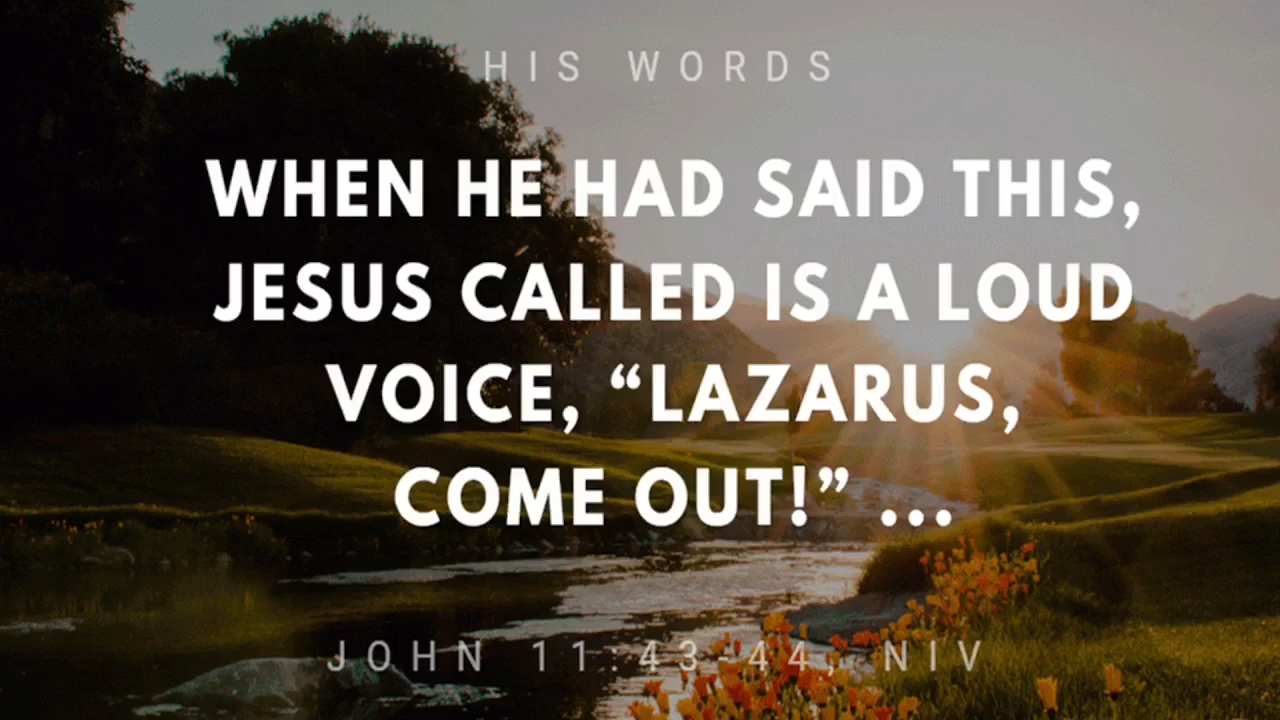 HIS WORDS
WHEN HE HAD SAID THIS,
JESUS CALLED IS A LOUD
VOICE, “LAZARUS,
COME OUT!” ...
JOHN 11:43-44, NIV